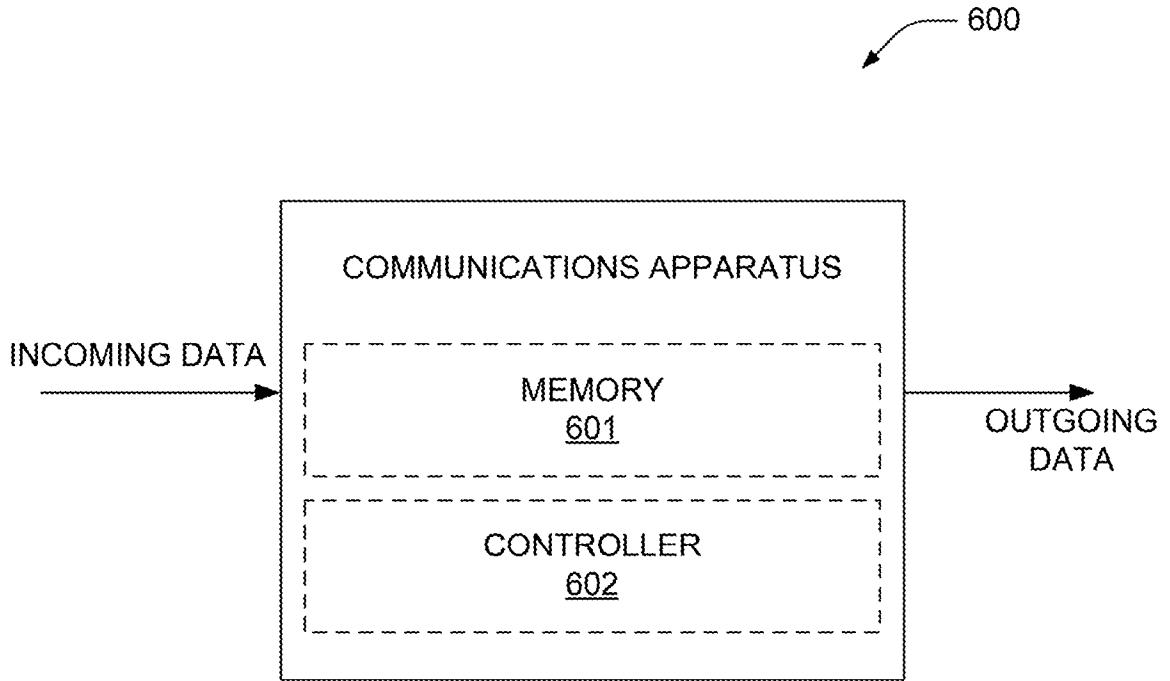 600
COMMUNICATIONS APPARATUS
INCOMING DATA
MEMORY
601
OUTGOING
DATA
CONTROLLER
602